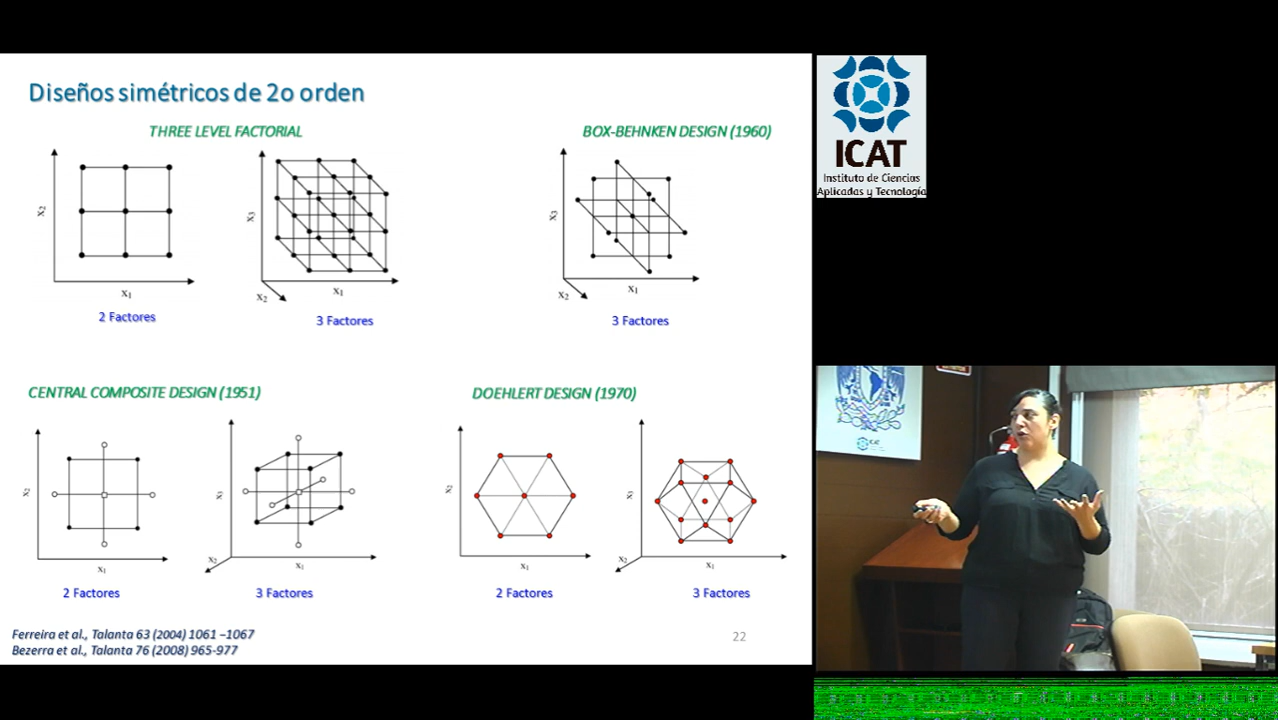 Diseños simétricos de 2o orden
THREE LEVEL FACTORIAL
BOX-BEHNKEN DESIGN (1960)
x2
x1
2 Factores
x3
x2
x1
3 Factores
x3
x2
x1
3 Factores
CENTRAL COMPOSITE DESIGN (1951)
DOEHLERT DESIGN (1970)
x2
x1
2 Factores
x3
x2
x1
3 Factores
x2
x1
2 Factores
x3
x2
x1
3 Factores
Ferreira et al., Talanta 63 (2004) 1061 –1067
Bezerra et al., Talanta 76 (2008) 965-977
22
ICAT
Instituto de Ciencias
Aplicadas y Tecnología
ICAT